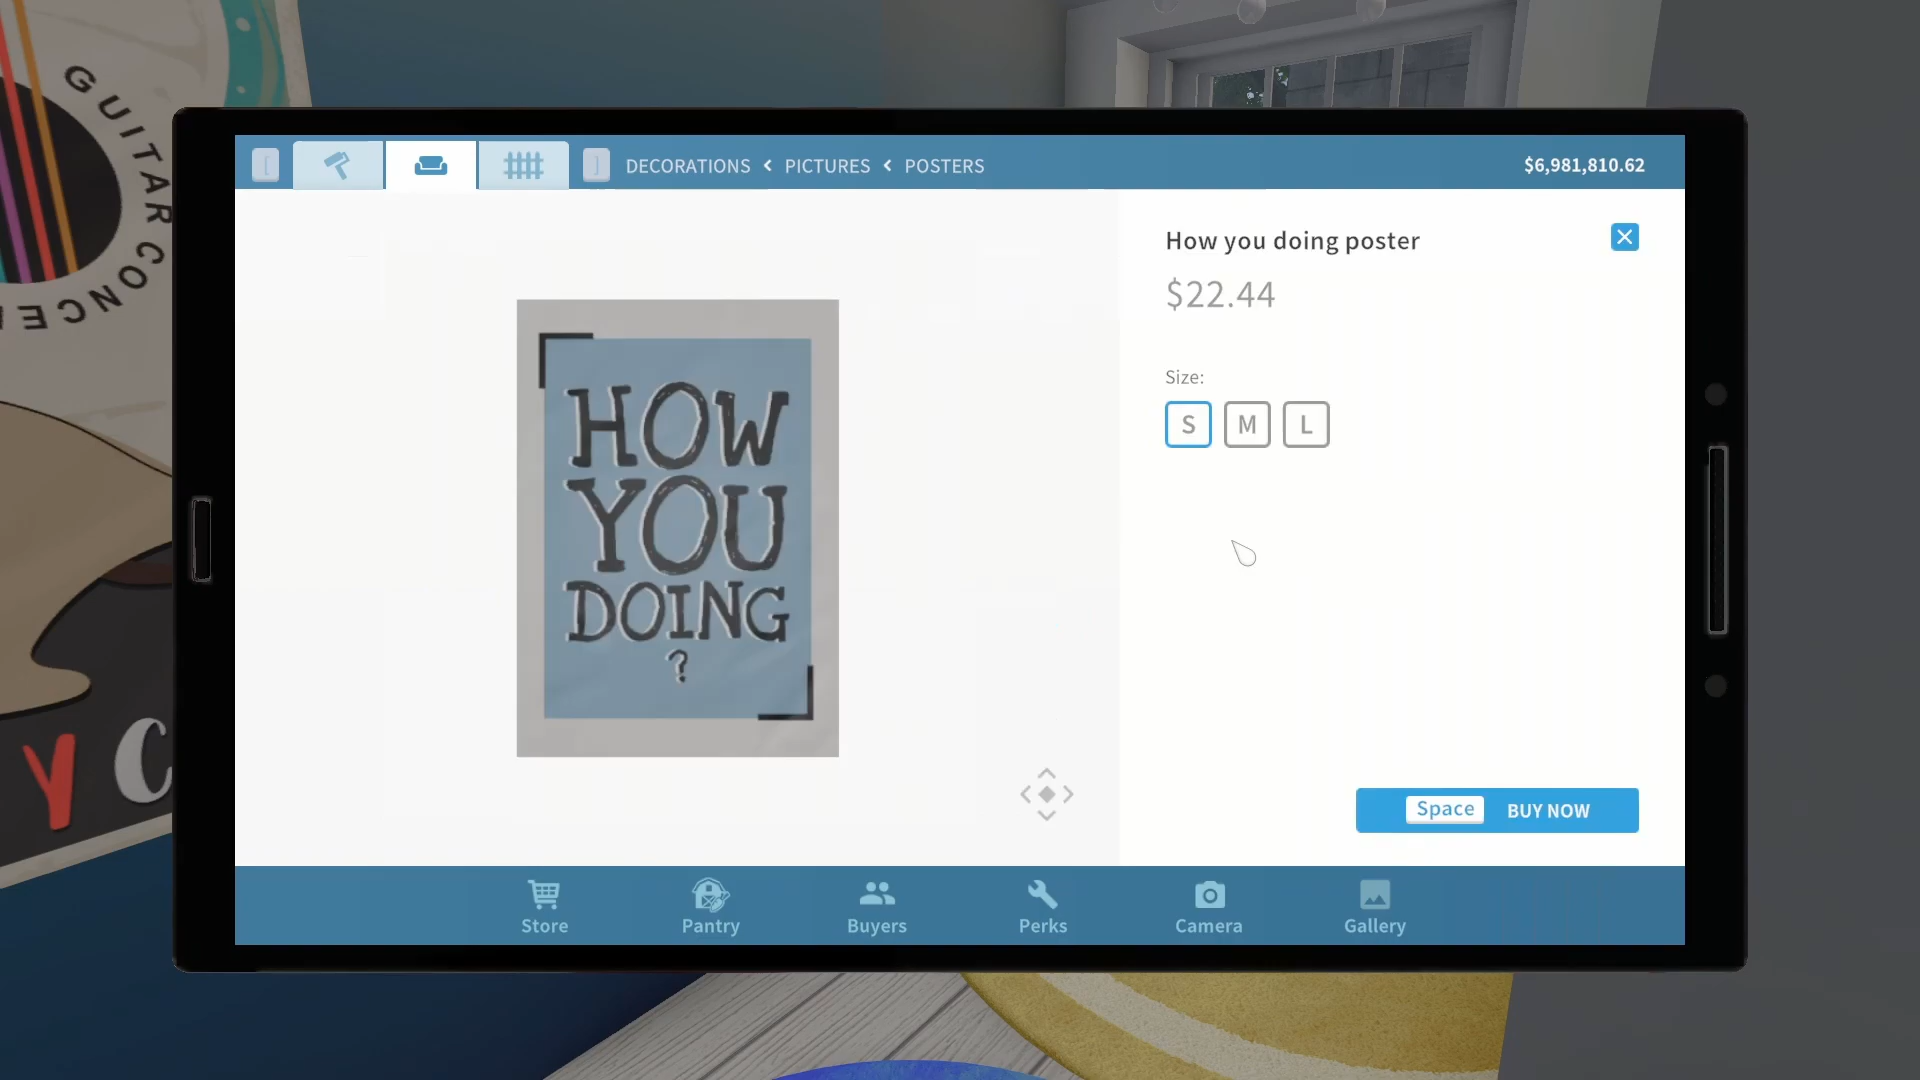 GUITAR CONCE
YC
[
]
DECORATIONS < PICTURES < POSTERS
$6,981,810.62
How you doing poster
$22.44
Size:
S M L
HOW
YOU
DOING
?
Space BUY NOW
Store Pantry Buyers Perks Camera Gallery